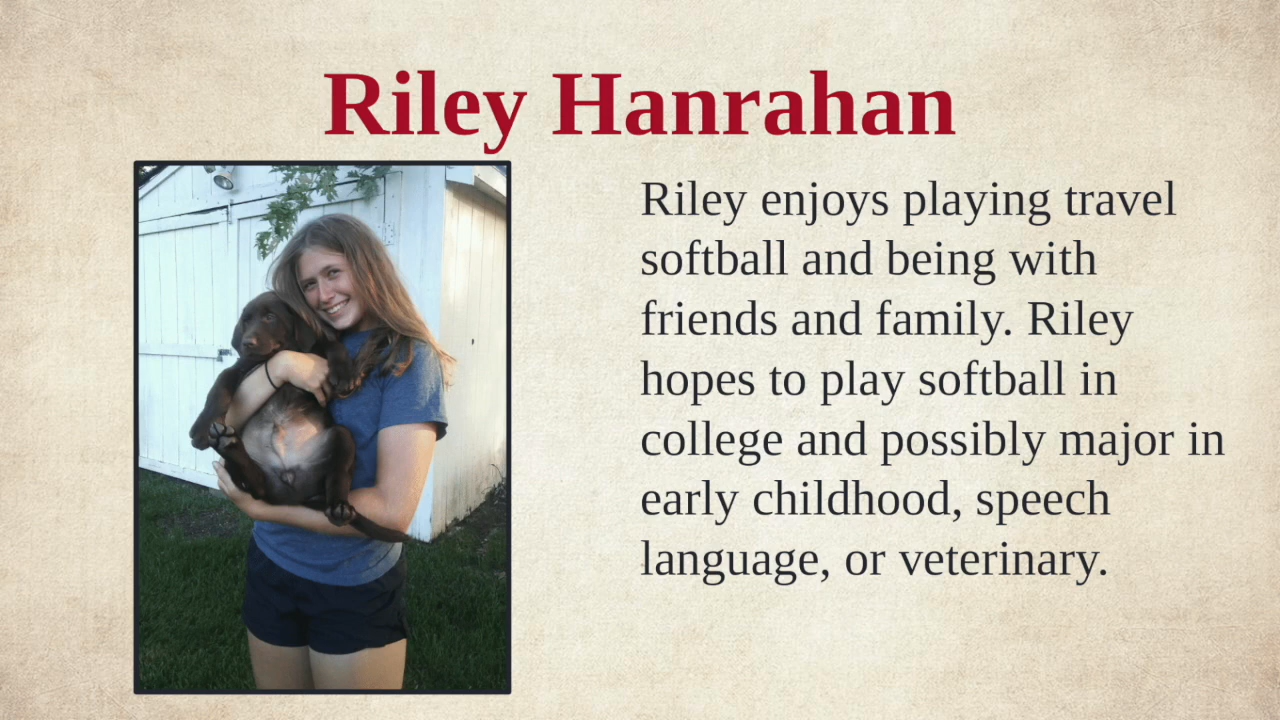 Riley Hanrahan
Riley enjoys playing travel
softball and being with
friends and family. Riley
hopes to play softball in
college and possibly major in
early childhood, speech
language, or veterinary.